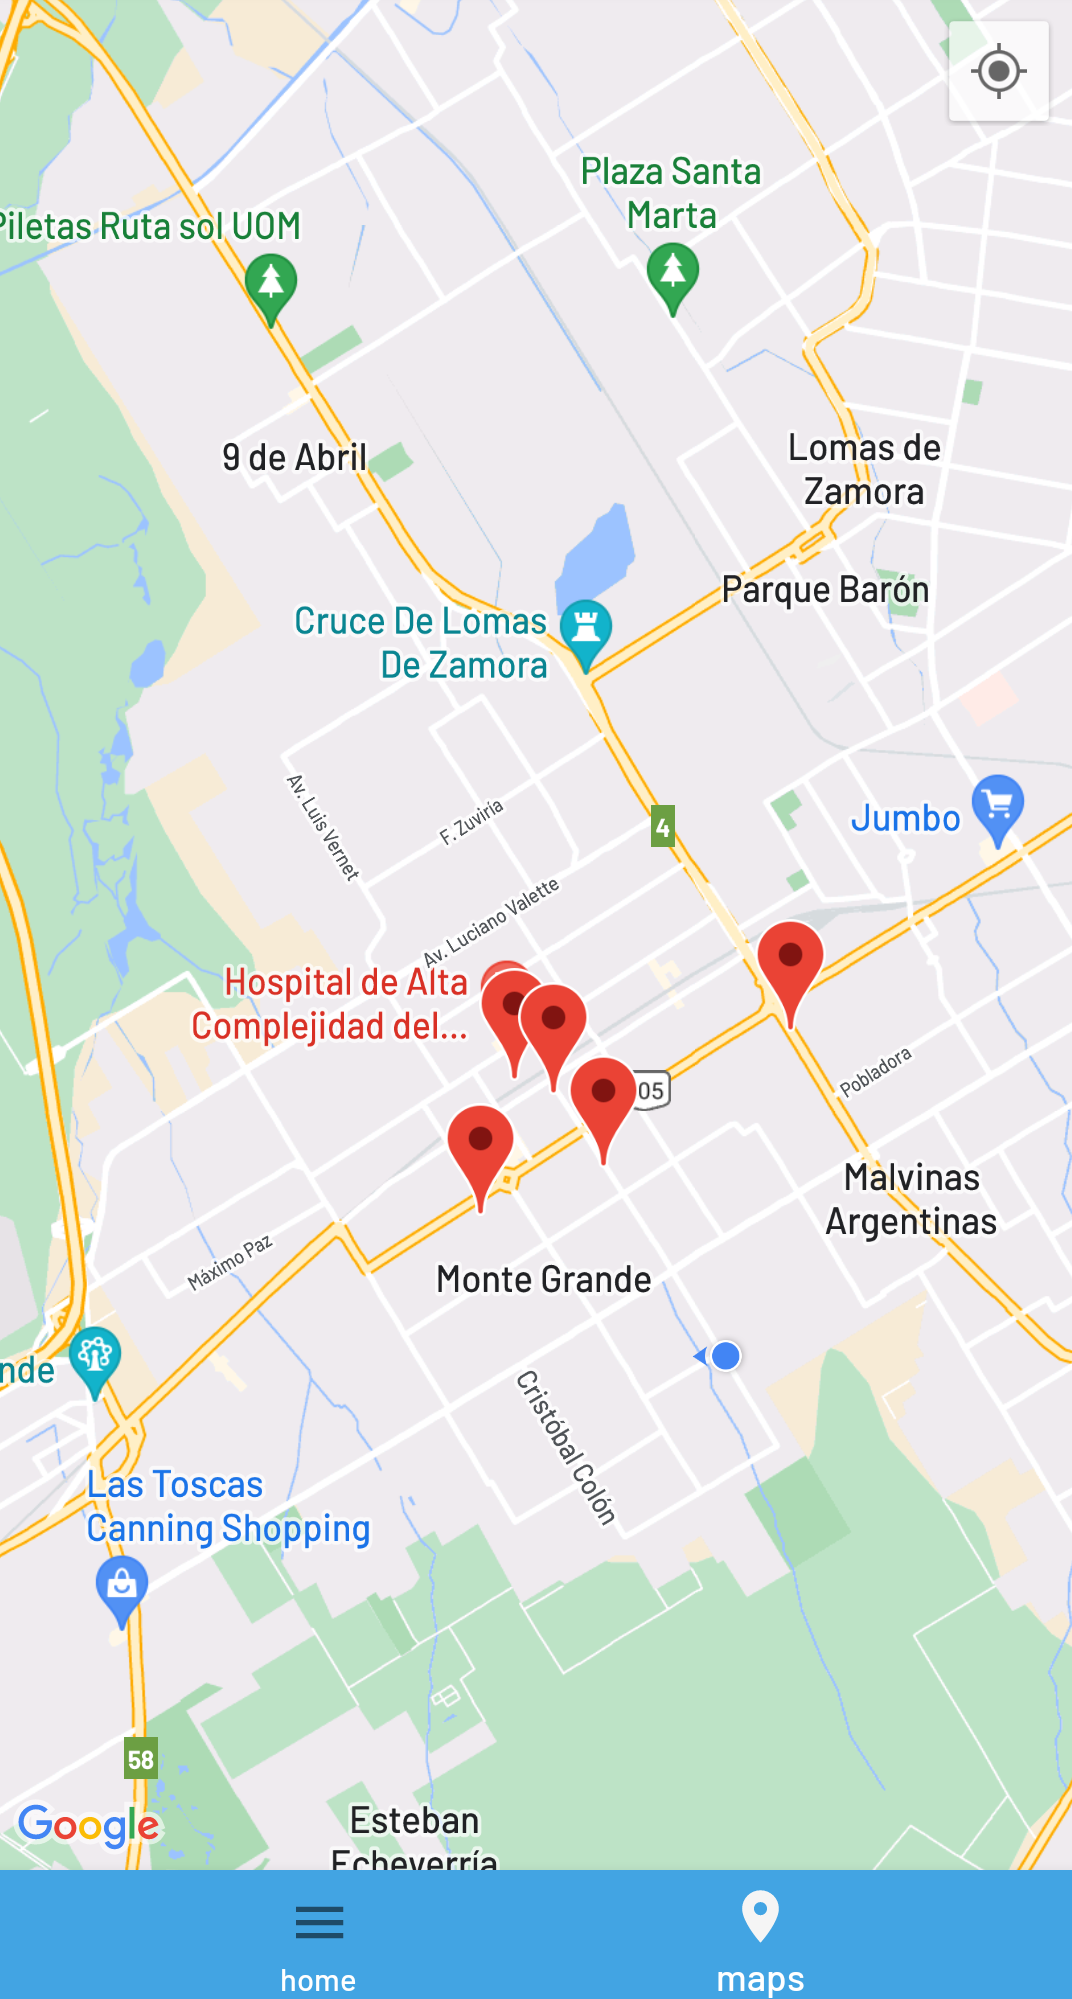 Plaza Santa
Marta
Piletas Ruta sol UOM
9 de Abril
Lomas de
Zamora
Parque Barón
Cruce De Lomas
De Zamora
Av. Luis Vernet
F. Zuviría
4
Jumbo
Av. Luciano Valette
Hospital de Alta
Complejidad del...
05
Pobladora
Malvinas
Argentinas
Máximo Paz
Monte Grande
nde
Cristóbal Colón
Las Toscas
Canning Shopping
58
Google
Esteban
Echeverría
home
maps